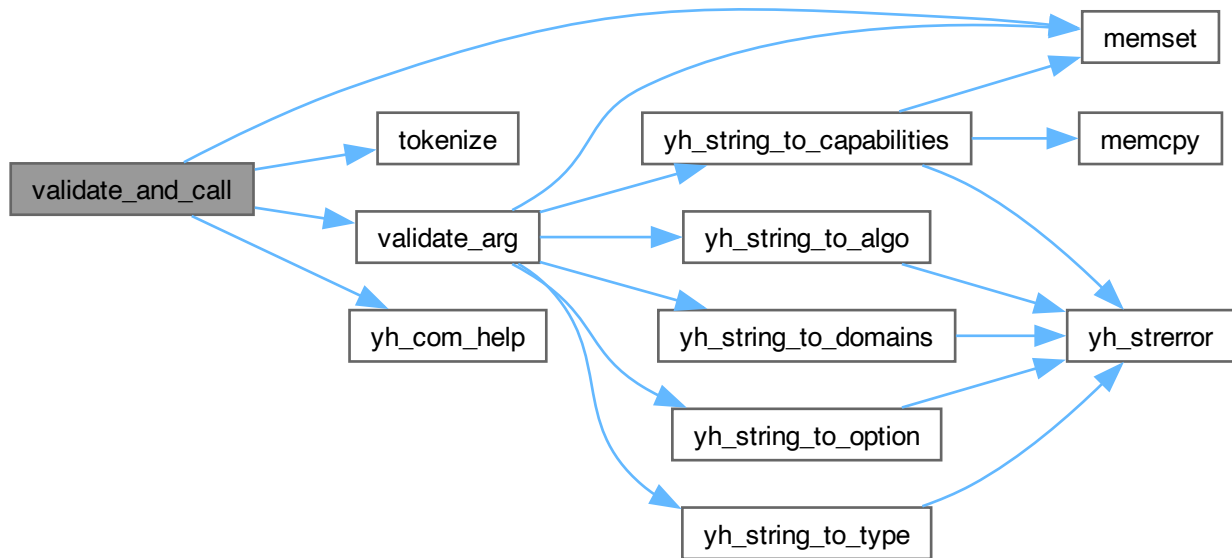 memset
tokenize
yh_string_to_capabilities
memcpy
validate_and_call
validate_arg
yh_string_to_algo
yh_com_help
yh_string_to_domains
yh_strerror
yh_string_to_option
yh_string_to_type